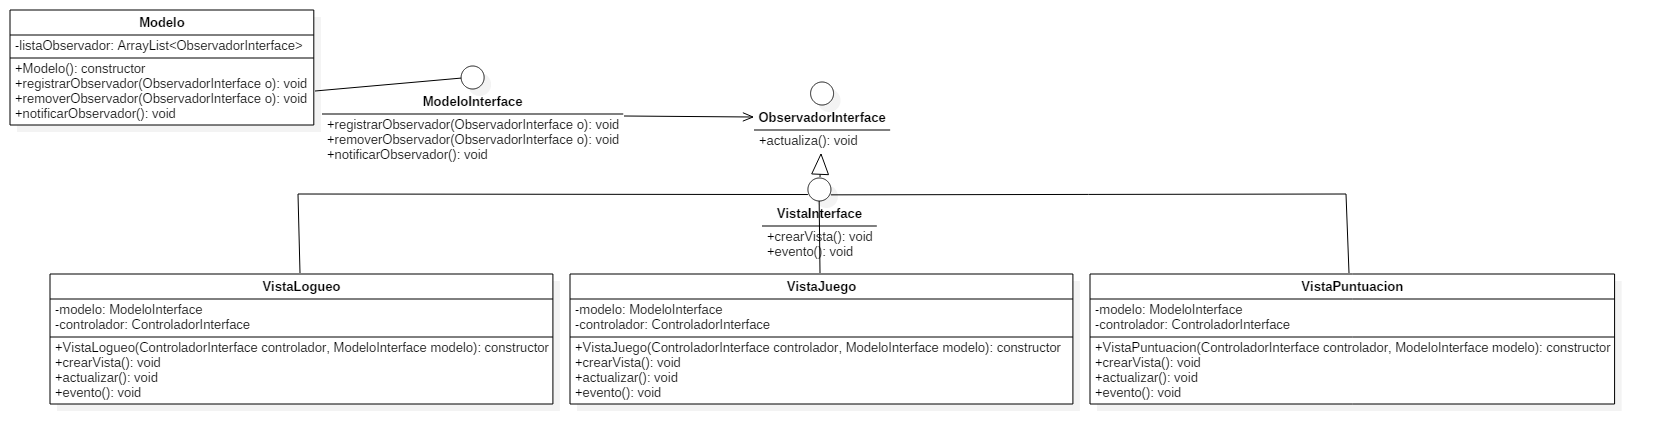 Modelo
-listaObservador: ArrayList<ObservadorInterface>
+Modelo(): constructor
+registrarObservador(ObservadorInterface o): void
+removerObservador(ObservadorInterface o): void
+notificarObservador(): void
ModeloInterface
+registrarObservador(ObservadorInterface o): void
+removerObservador(ObservadorInterface o): void
+notificarObservador(): void
ObservadorInterface
+actualiza(): void
VistaInterface
+crearVista(): void
+evento(): void
VistaLogueo
-modelo: ModeloInterface
-controlador: ControladorInterface
+VistaLogueo(ControladorInterface controlador, ModeloInterface modelo): constructor
+crearVista(): void
+actualizar(): void
+evento(): void
VistaJuego
-modelo: ModeloInterface
-controlador: ControladorInterface
+VistaJuego(ControladorInterface controlador, ModeloInterface modelo): constructor
+crearVista(): void
+actualizar(): void
+evento(): void
VistaPuntuacion
-modelo: ModeloInterface
-controlador: ControladorInterface
+VistaPuntuacion(ControladorInterface controlador, ModeloInterface modelo): constructor
+crearVista(): void
+actualizar(): void
+evento(): void